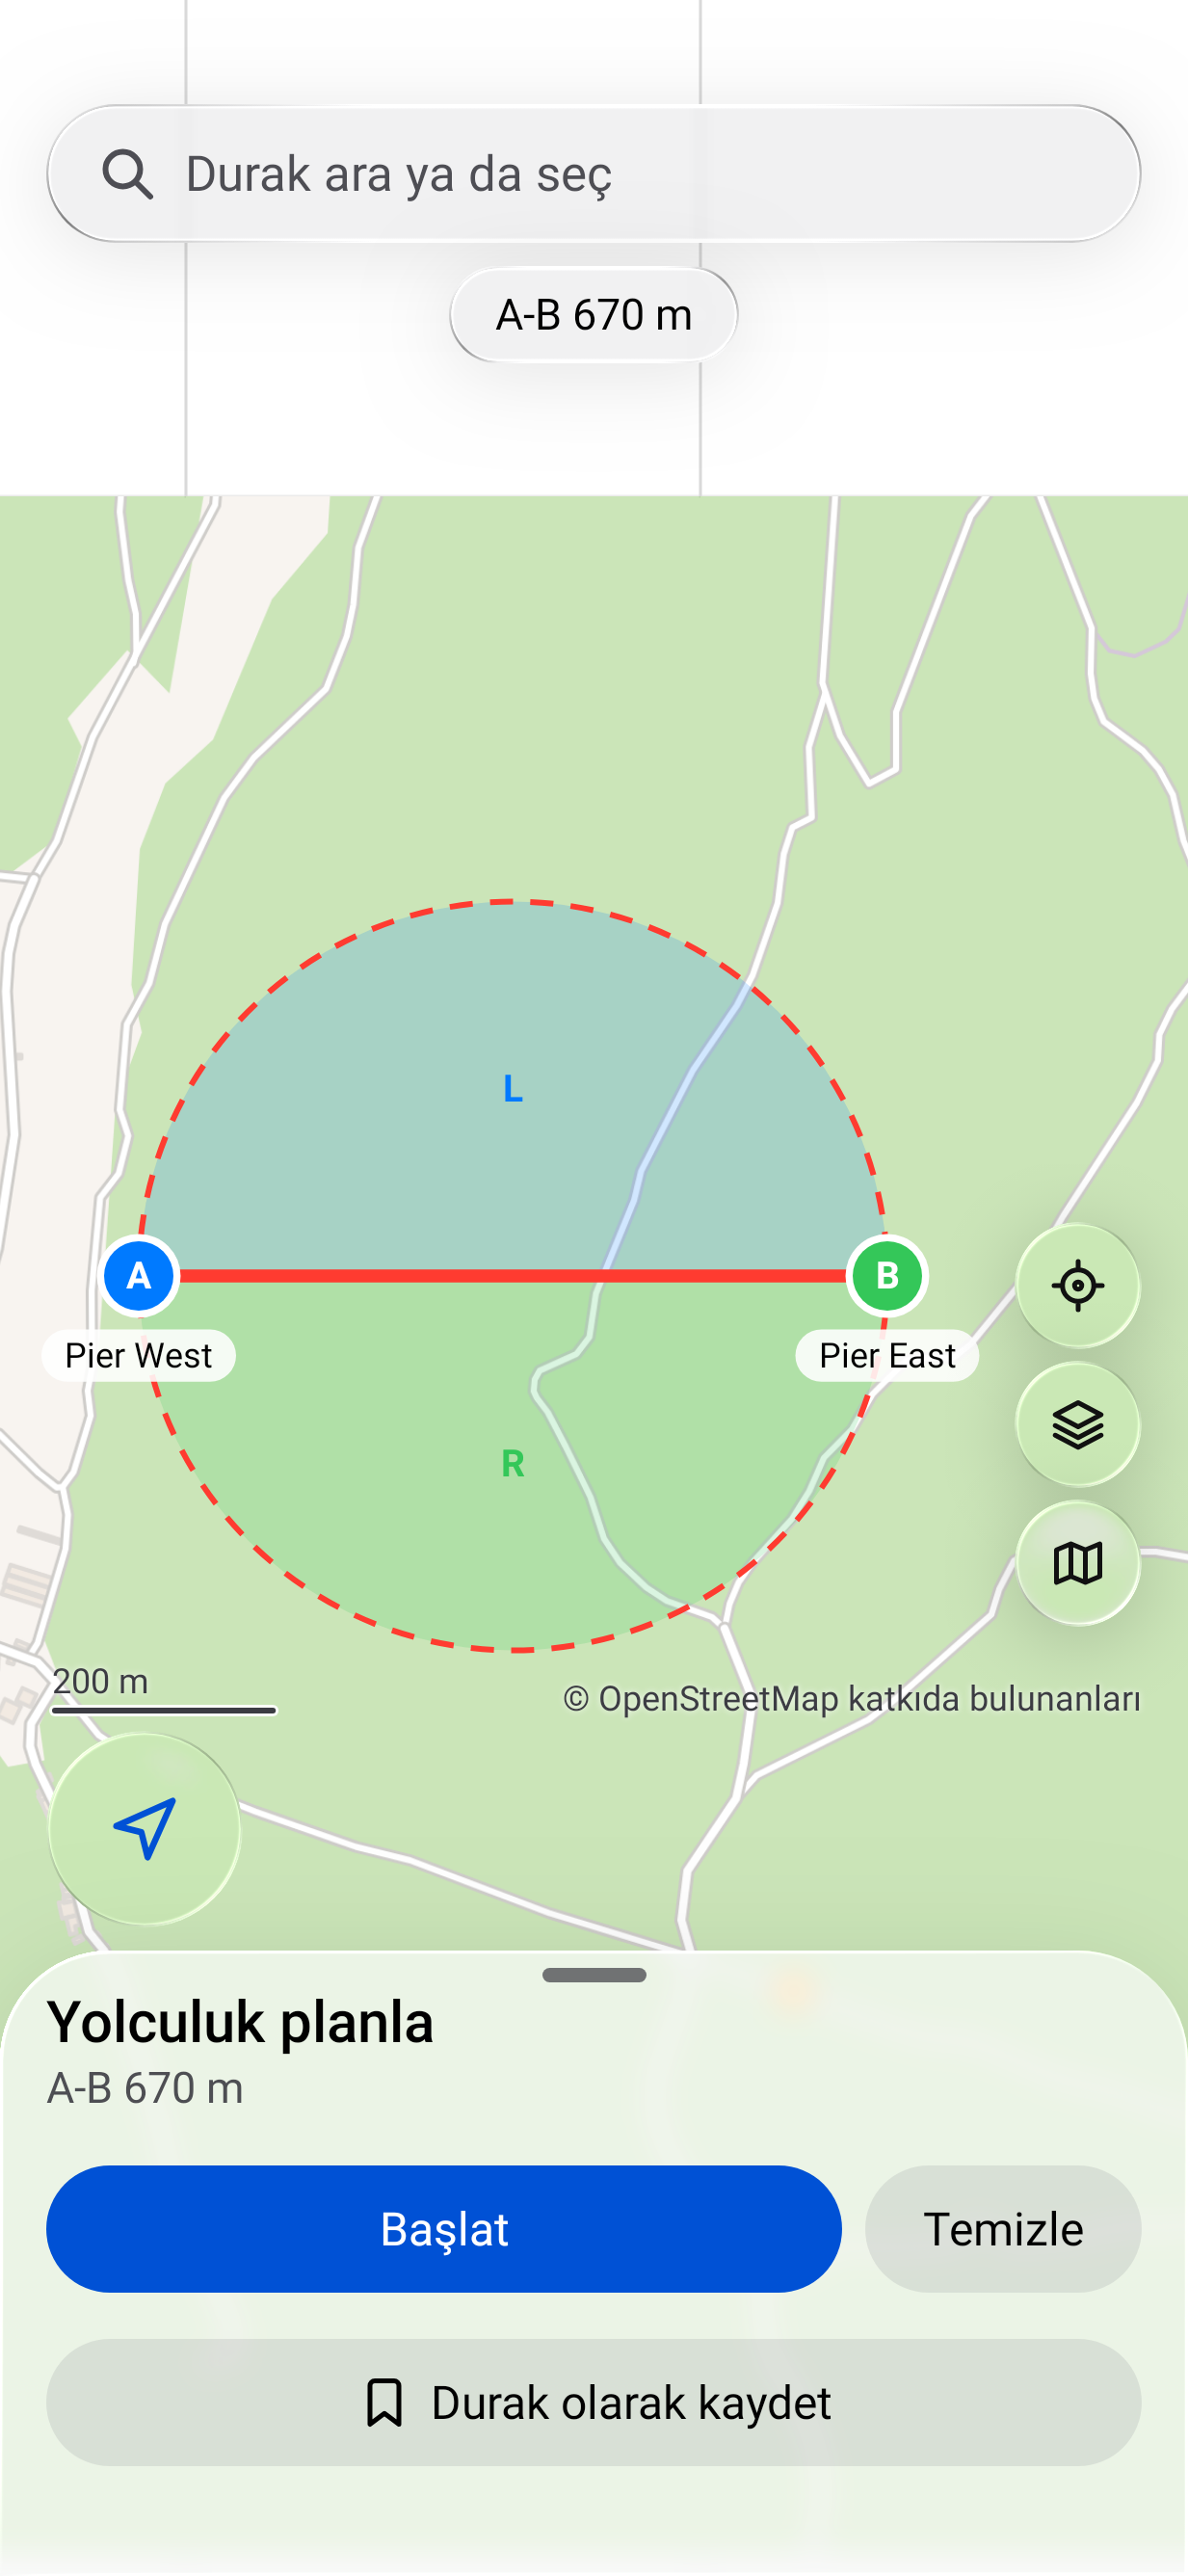 Durak ara ya da seç
A-B 670 m
L
A
B
Pier West
Pier East
R
200 m
© OpenStreetMap katkıda bulunanları
Yolculuk planla
A-B 670 m
Başlat
Temizle
Durak olarak kaydet